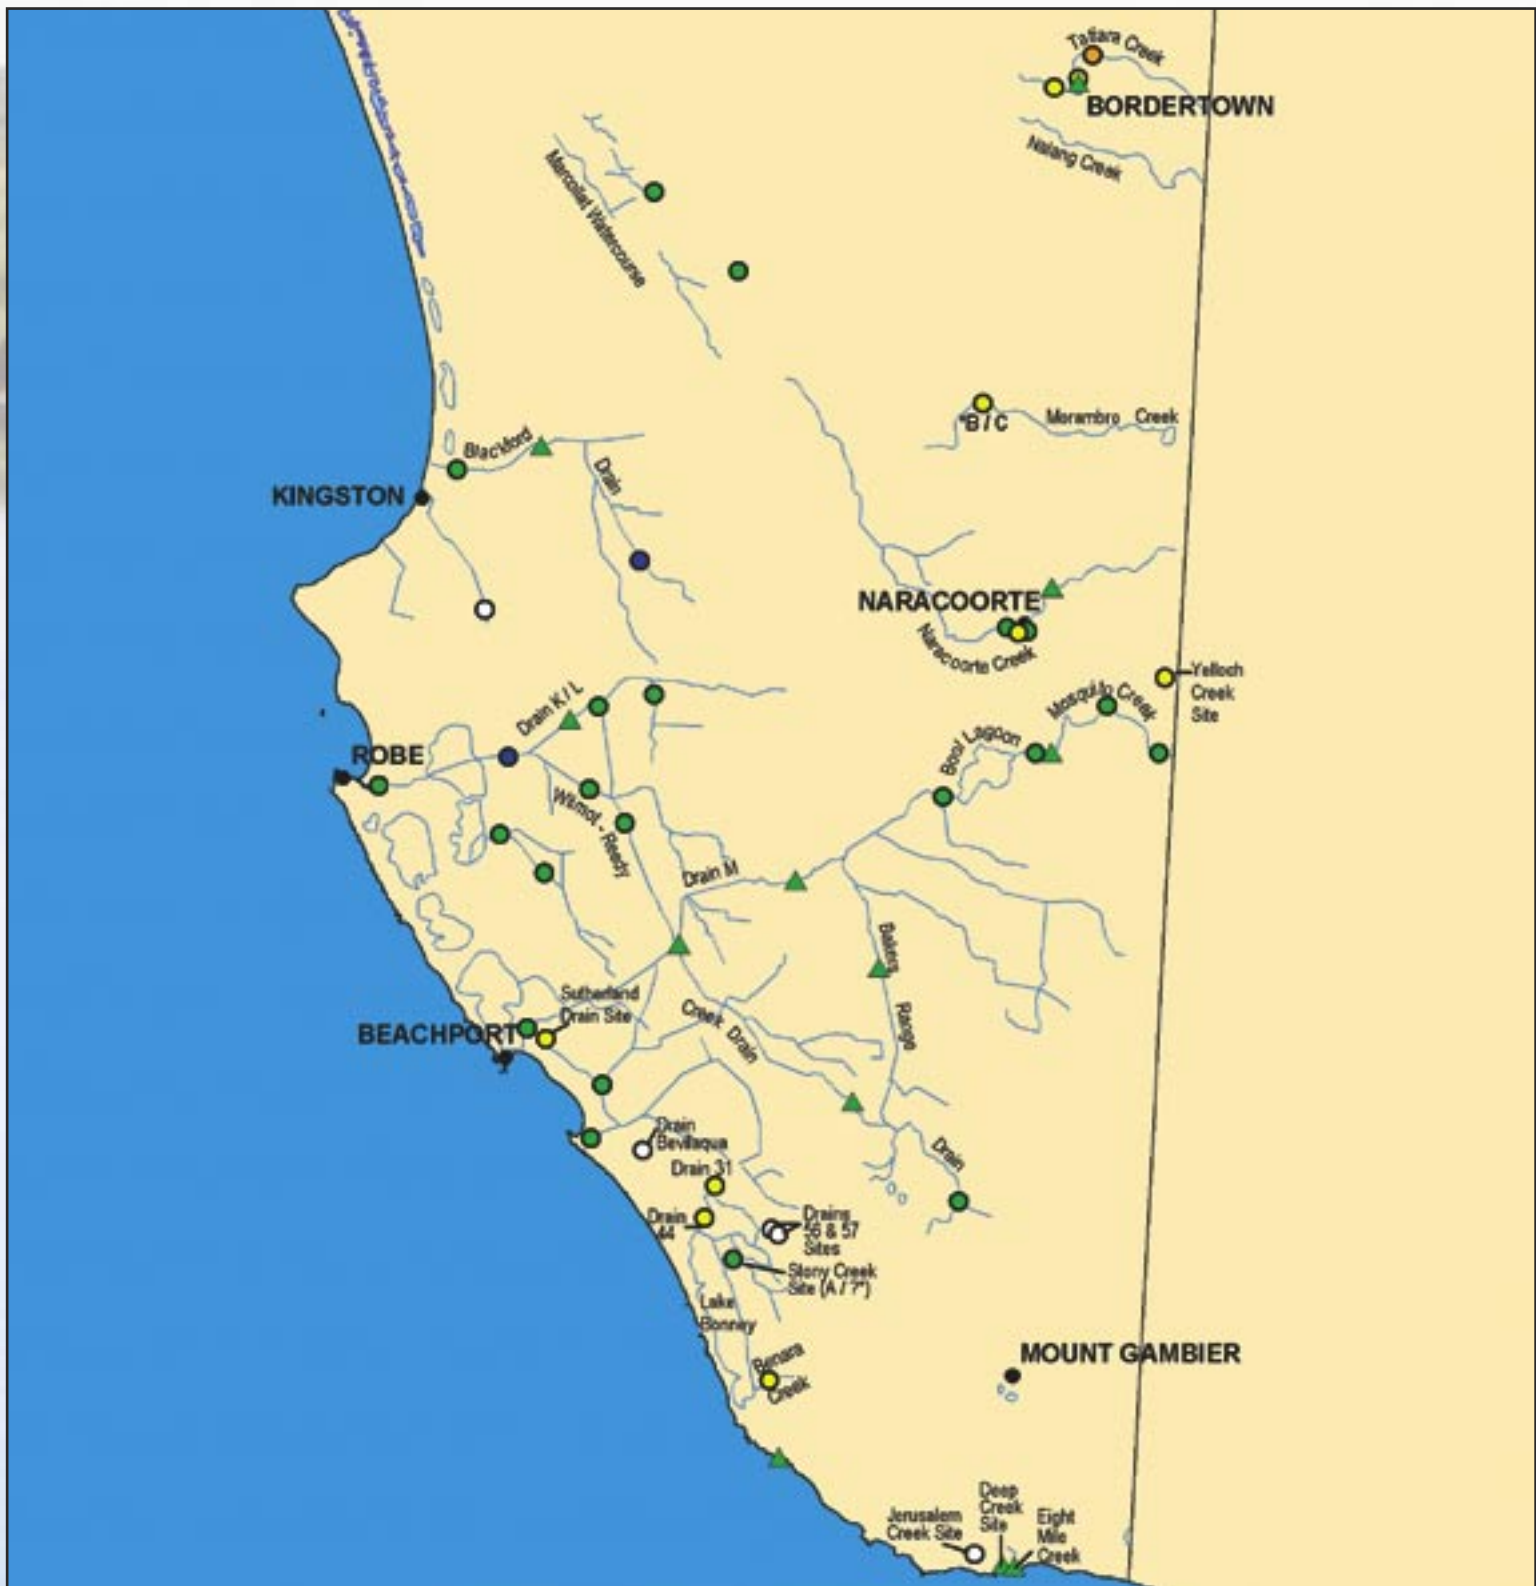 Tatiara Creek
BORDERTOWN
Nalang Creek
Marcollat Watercourse
*B / C
Morambro Creek
Blackford
Drain
KINGSTON
NARACOORTE
Naracoorte Creek
Yelloch
Creek
Site
Mosquito Creek
Bool Lagoon
Drain K / L
ROBE
Wilmot - Reedy
Drain M
Bakers
Range
Drain
Sutherland
Drain Site
BEACHPORT
Creek Drain
Drain
Bevilaqua
Drain 31
Drain
44
Drains
56 & 57
Sites
Stony Creek
Site (A / ?*)
Lake
Bonney
Benara
Creek
MOUNT GAMBIER
Jerusalem
Creek Site
Deep
Creek
Site
Eight
Mile
Creek